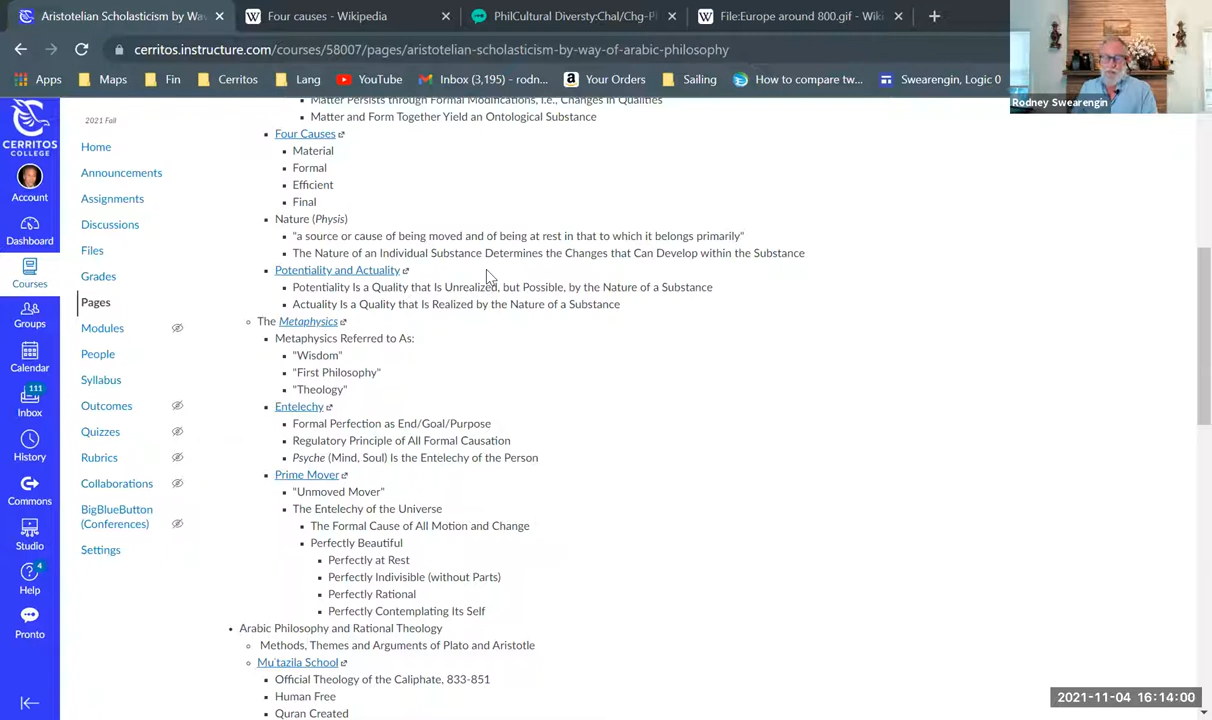 Aristotelian Scholasticism by Wa
Four causes - Wikipedia
PhilCultural Diversty:Chal/Chg-P
File:Europe around 800.gif - Wiki
cerritos.instructure.com/courses/58007/pages/aristotelian-scholasticism-by-way-of-arabic-philosophy
Apps
Maps
Fin
Cerritos
Lang
YouTube
Inbox (3,195) - rodn...
Your Orders
Sailing
How to compare tw...
Swearengin, Logic 0
Rodney Swearengin
CERRITOS
COLLEGE
Account
Dashboard
Courses
Groups
Calendar
111
Inbox
History
Commons
Studio
4
Help
Pronto
2021 Fall
Home
Announcements
Assignments
Discussions
Files
Grades
Pages
Modules
People
Syllabus
Outcomes
Quizzes
Rubrics
Collaborations
BigBlueButton
(Conferences)
Settings
Matter Persists through Formal Modifications, i.e., Changes in Qualities
Matter and Form Together Yield an Ontological Substance
Four Causes
Material
Formal
Efficient
Final
Nature (Physis)
"a source or cause of being moved and of being at rest in that to which it belongs primarily"
The Nature of an Individual Substance Determines the Changes that Can Develop within the Substance
Potentiality and Actuality
Potentiality Is a Quality that Is Unrealized, but Possible, by the Nature of a Substance
Actuality Is a Quality that Is Realized by the Nature of a Substance
The Metaphysics
Metaphysics Referred to As:
"Wisdom"
"First Philosophy"
"Theology"
Entelechy
Formal Perfection as End/Goal/Purpose
Regulatory Principle of All Formal Causation
Psyche (Mind, Soul) Is the Entelechy of the Person
Prime Mover
"Unmoved Mover"
The Entelechy of the Universe
The Formal Cause of All Motion and Change
Perfectly Beautiful
Perfectly at Rest
Perfectly Indivisible (without Parts)
Perfectly Rational
Perfectly Contemplating Its Self
Arabic Philosophy and Rational Theology
Methods, Themes and Arguments of Plato and Aristotle
Mu'tazila School
Official Theology of the Caliphate, 833-851
Human Free
Quran Created
2021-11-04 16:14:00